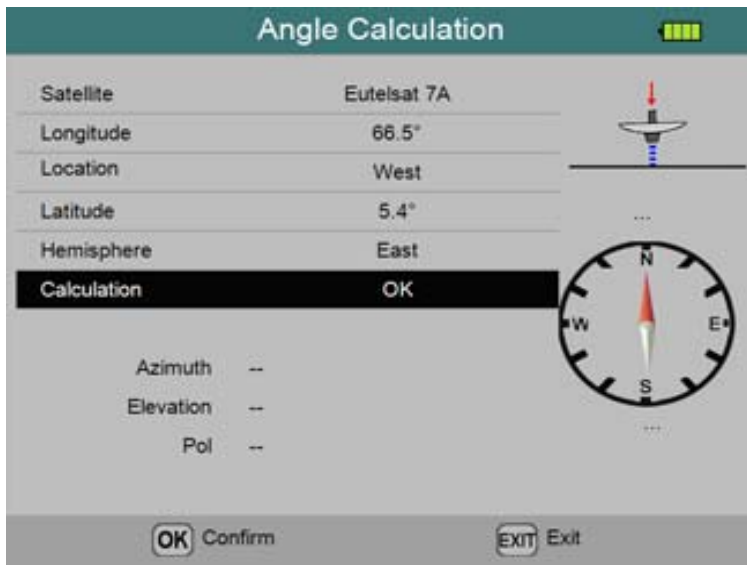 Angle Calculation
Satellite Eutelsat 7A
Longitude 66.5°
Location West
Latitude 5.4°
Hemisphere East
Calculation OK
...
N
W E
S
...
Azimuth --
Elevation --
Pol --
OK Confirm EXIT Exit